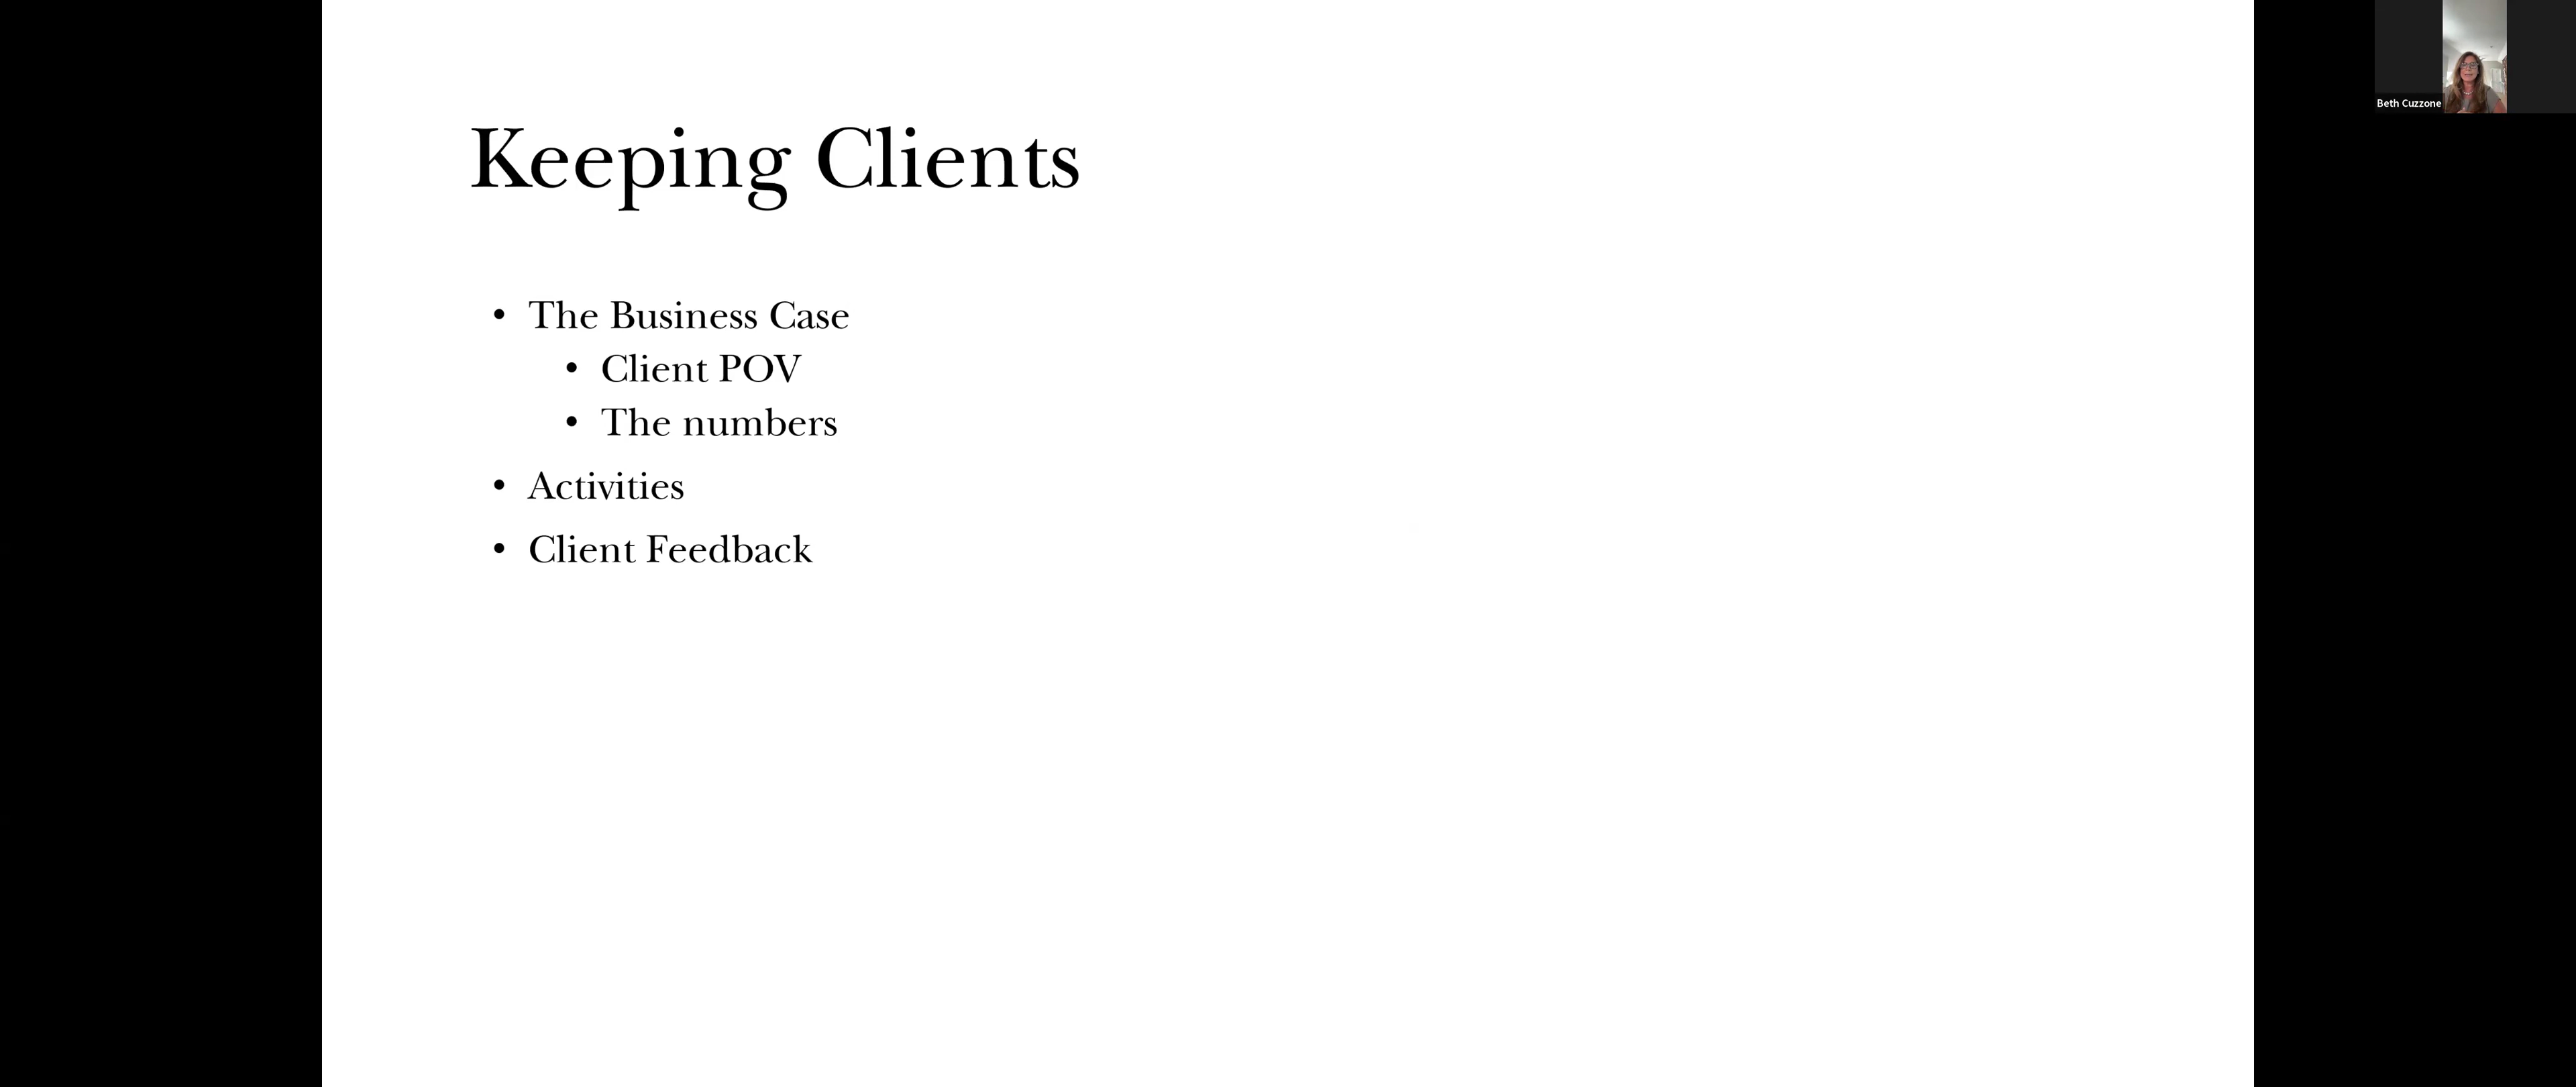 Keeping Clients
• The Business Case
• Client POV
• The numbers
• Activities
• Client Feedback
Beth Cuzzone